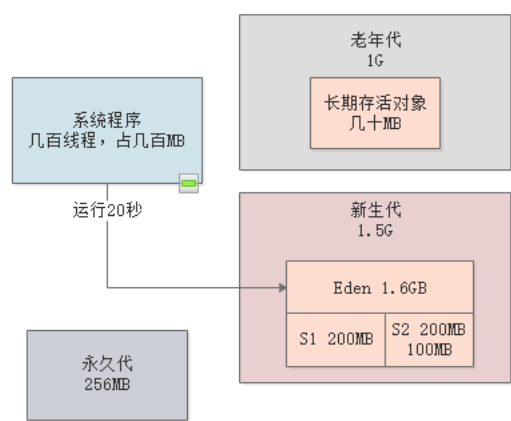 老年代
1G
长期存活对象
几十MB
系统程序
几百线程，占几百MB
运行20秒
新生代
1.5G
Eden 1.6GB
S1 200MB
S2 200MB
100MB
永久代
256MB